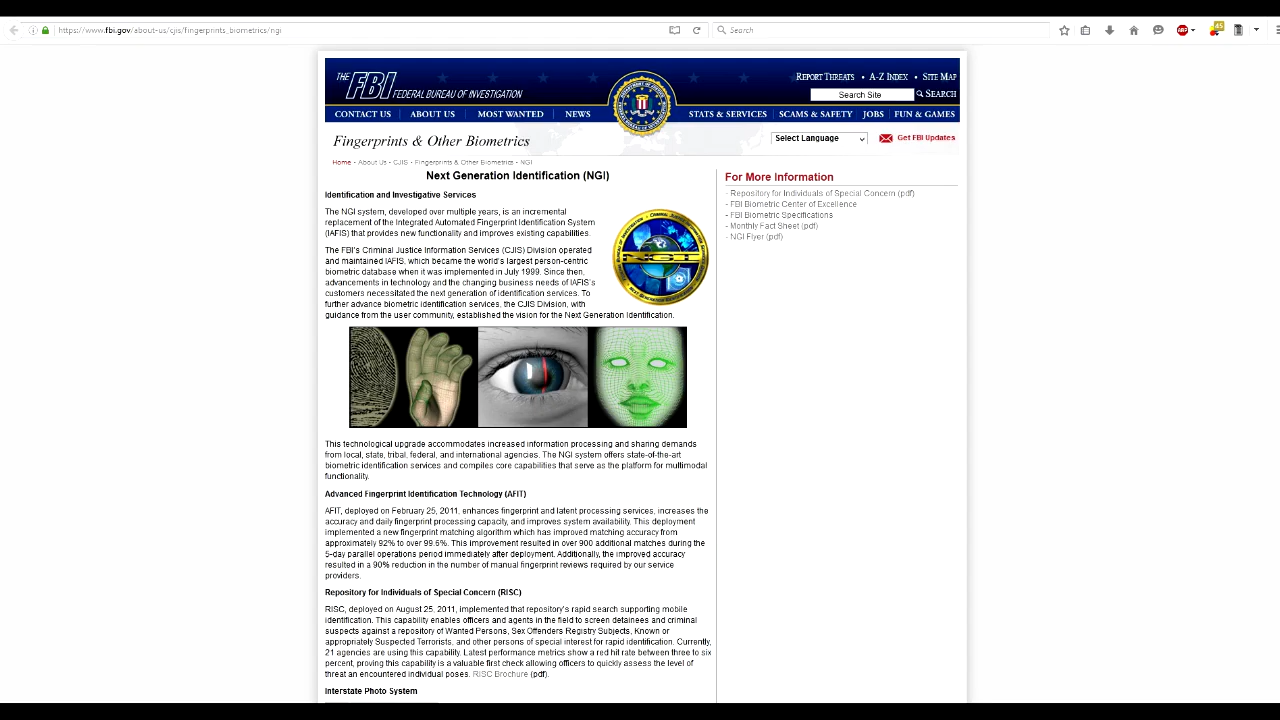 https://www.fbi.gov/about-us/cjis/fingerprints_biometrics/ngi
Search
ABP
45
THE FBI FEDERAL BUREAU OF INVESTIGATION
REPORT THREATS • A-Z INDEX • SITE MAP
Search Site SEARCH
CONTACT US ABOUT US MOST WANTED NEWS STATS & SERVICES SCAMS & SAFETY JOBS FUN & GAMES
Fingerprints & Other Biometrics
Select Language
Get FBI Updates
Home • About Us • CJIS • Fingerprints & Other Biometrics • NGI
Next Generation Identification (NGI)
Identification and Investigative Services
The NGI system, developed over multiple years, is an incremental
replacement of the Integrated Automated Fingerprint Identification System
(IAFIS) that provides new functionality and improves existing capabilities.
The FBI's Criminal Justice Information Services (CJIS) Division operated
and maintained IAFIS, which became the world's largest person-centric
biometric database when it was implemented in July 1999. Since then,
advancements in technology and the changing business needs of IAFIS's
customers necessitated the next generation of identification services. To
further advance biometric identification services, the CJIS Division, with
guidance from the user community, established the vision for the Next Generation Identification.
NGI
This technological upgrade accommodates increased information processing and sharing demands
from local, state, tribal, federal, and international agencies. The NGI system offers state-of-the-art
biometric identification services and compiles core capabilities that serve as the platform for multimodal
functionality.
Advanced Fingerprint Identification Technology (AFIT)
AFIT, deployed on February 25, 2011, enhances fingerprint and latent processing services, increases the
accuracy and daily fingerprint processing capacity, and improves system availability. This deployment
implemented a new fingerprint matching algorithm which has improved matching accuracy from
approximately 92% to over 99.6%. This improvement resulted in over 900 additional matches during the
5-day parallel operations period immediately after deployment. Additionally, the improved accuracy
resulted in a 90% reduction in the number of manual fingerprint reviews required by our service
providers.
Repository for Individuals of Special Concern (RISC)
RISC, deployed on August 25, 2011, implemented that repository's rapid search supporting mobile
identification. This capability enables officers and agents in the field to screen detainees and criminal
suspects against a repository of Wanted Persons, Sex Offenders Registry Subjects, Known or
appropriately Suspected Terrorists, and other persons of special interest for rapid identification. Currently,
21 agencies are using this capability. Latest performance metrics show a red hit rate between three to six
percent, proving this capability is a valuable first check allowing officers to quickly assess the level of
threat an encountered individual poses. RISC Brochure (pdf).
Interstate Photo System
For More Information
- Repository for Individuals of Special Concern (pdf)
- FBI Biometric Center of Excellence
- FBI Biometric Specifications
- Monthly Fact Sheet (pdf)
- NGI Flyer (pdf)